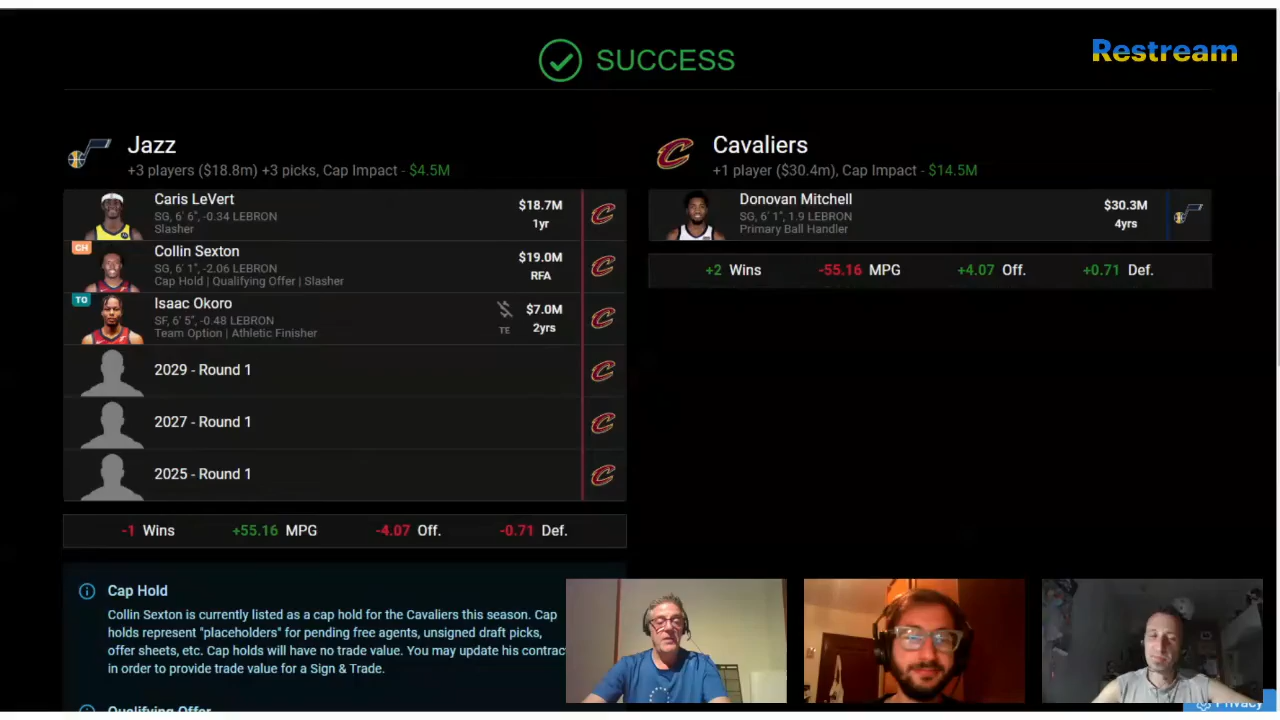 SUCCESS
Restream
Jazz
+3 players ($18.8m) +3 picks, Cap Impact - $4.5M
Caris LeVert
SG, 6' 6", -0.34 LEBRON
Slasher
$18.7M
1yr
CH
Collin Sexton
SG, 6' 1", -2.06 LEBRON
Cap Hold | Qualifying Offer | Slasher
$19.0M
RFA
TO
Isaac Okoro
SF, 6' 5", -0.48 LEBRON
Team Option | Athletic Finisher
TE
$7.0M
2yrs
2029 - Round 1
2027 - Round 1
2025 - Round 1
-1 Wins +55.16 MPG -4.07 Off. -0.71 Def.
Cavaliers
+1 player ($30.4m), Cap Impact - $14.5M
Donovan Mitchell
SG, 6' 1", 1.9 LEBRON
Primary Ball Handler
$30.3M
4yrs
+2 Wins -55.16 MPG +4.07 Off. +0.71 Def.
Cap Hold
Collin Sexton is currently listed as a cap hold for the Cavaliers this season. Cap
holds represent "placeholders" for pending free agents, unsigned draft picks,
offer sheets, etc. Cap holds will have no trade value. You may update his contrac
in order to provide trade value for a Sign & Trade.
Qualifying Offer
Privacy